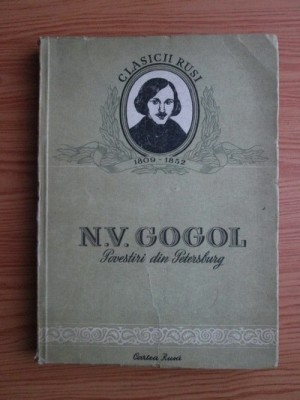 CLASICII RUSI
1809-1852
N.V. GOGOL
Povestiri din Petersburg
Cartea Rusă